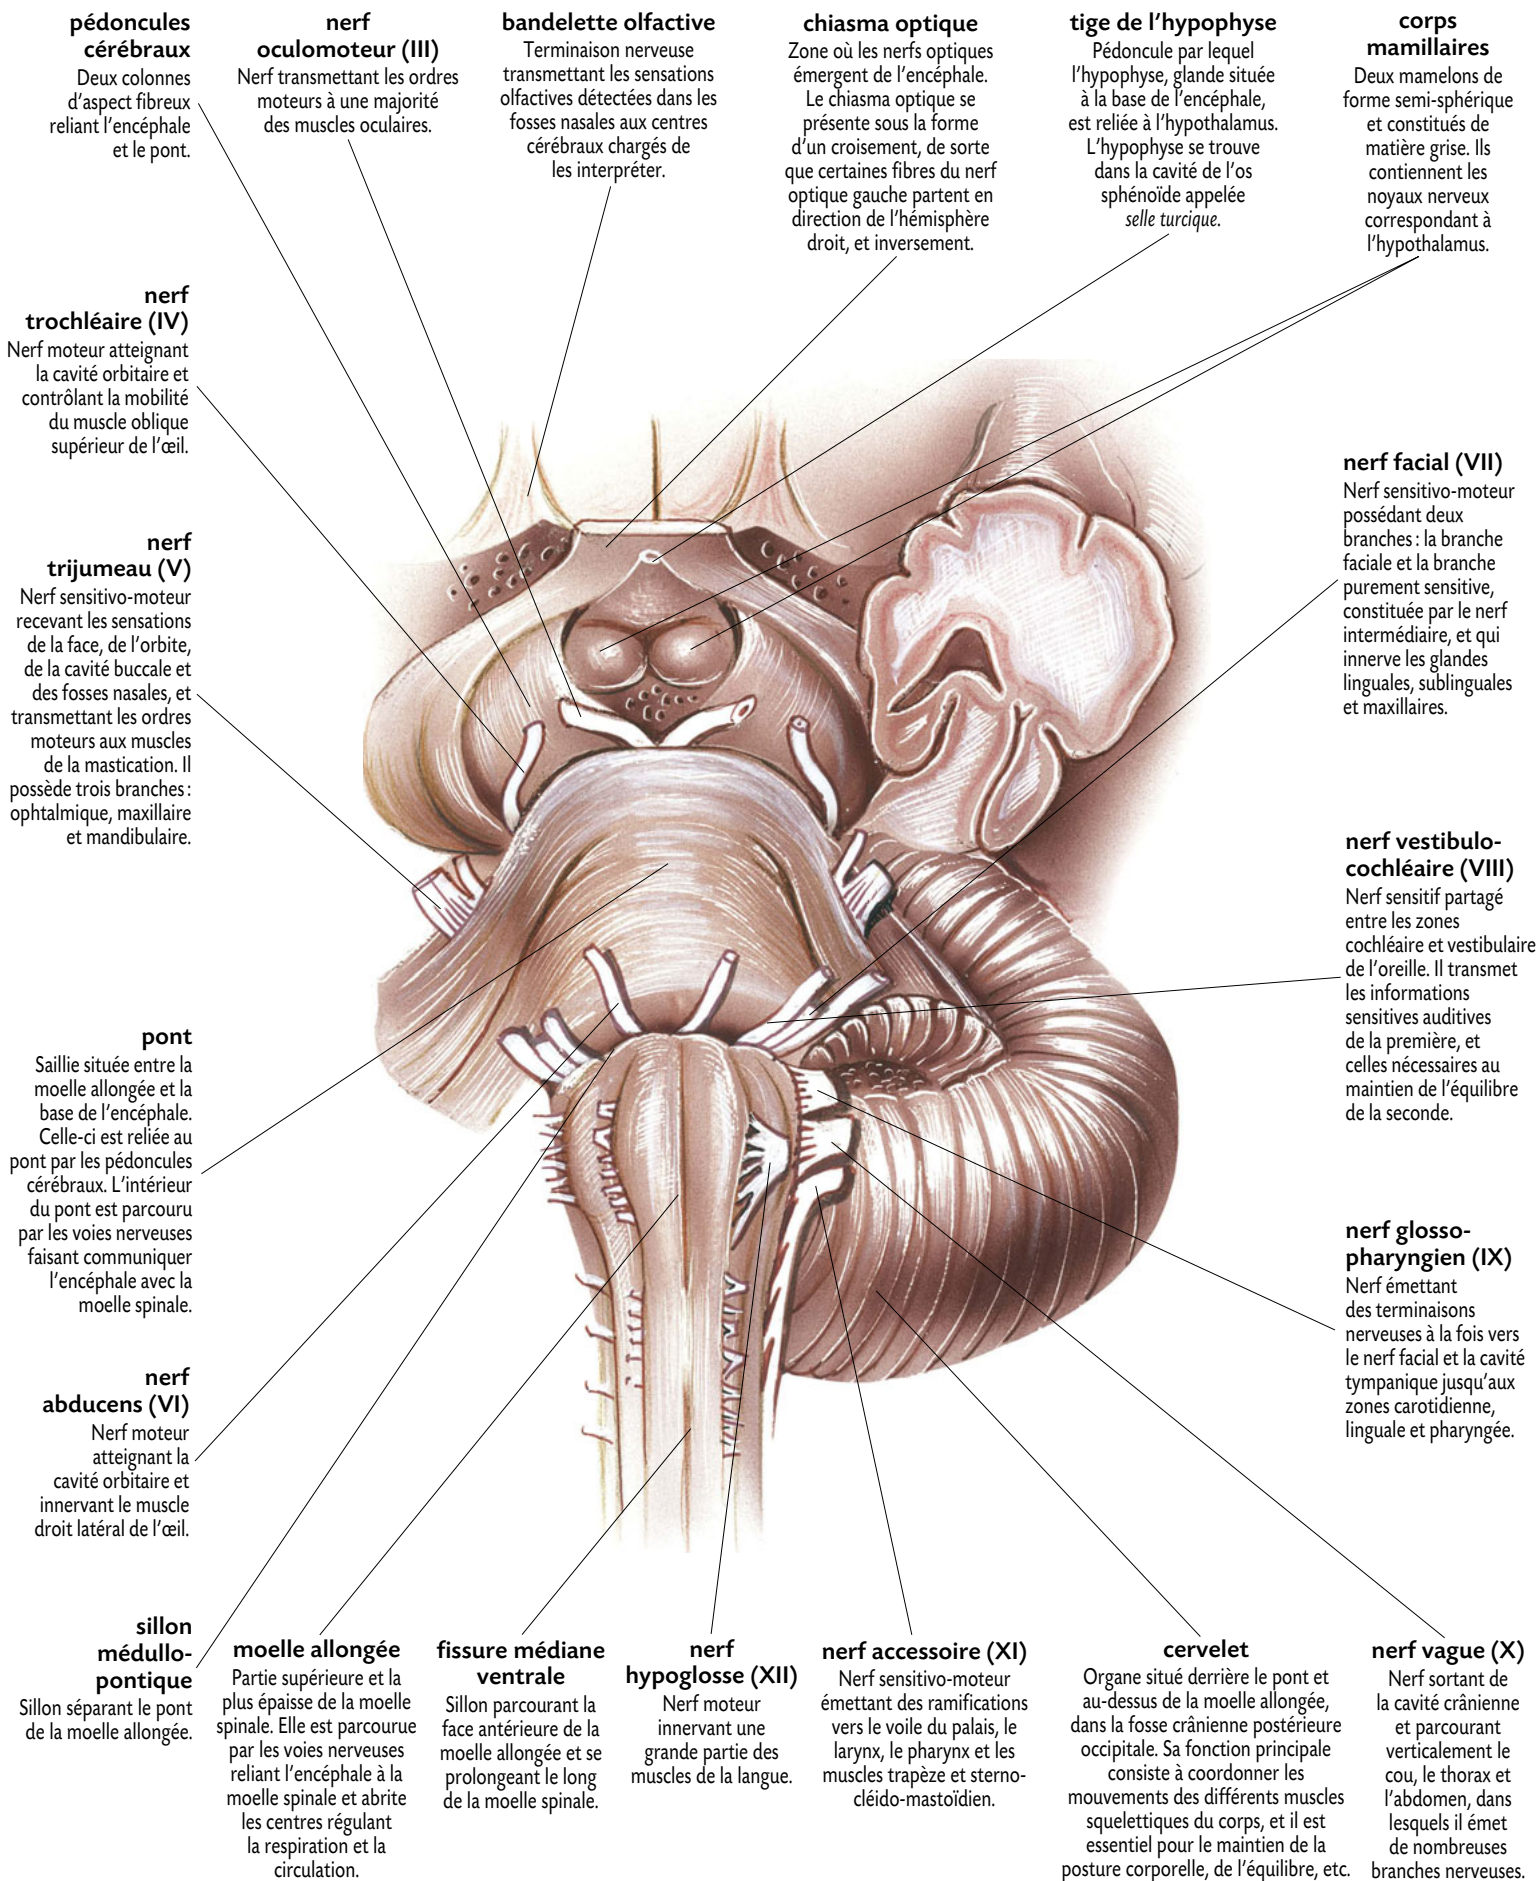 pédoncules
cérébraux
Deux colonnes
d’aspect fibreux
reliant l’encéphale
et le pont.
nerf
oculomoteur (III)
Nerf transmettant les ordres
moteurs à une majorité
des muscles oculaires.
bandelette olfactive
Terminaison nerveuse
transmettant les sensations
olfactives détectées dans les
fosses nasales aux centres
cérébraux chargés de
les interpréter.
chiasma optique
Zone où les nerfs optiques
émergent de l’encéphale.
Le chiasma optique se
présente sous la forme
d’un croisement, de sorte
que certaines fibres du nerf
optique gauche partent en
direction de l’hémisphère
droit, et inversement.
tige de l’hypophyse
Pédoncule par lequel
l’hypophyse, glande située
à la base de l’encéphale,
est reliée à l’hypothalamus.
L’hypophyse se trouve
dans la cavité de l’os
sphénoïde appelée
selle turcique.
corps
mamillaires
Deux mamelons de
forme semi-sphérique
et constitués de
matière grise. Ils
contiennent les
noyaux nerveux
correspondant à
l’hypothalamus.
nerf
trochléaire (IV)
Nerf moteur atteignant
la cavité orbitaire et
contrôlant la mobilité
du muscle oblique
supérieur de l’œil.
nerf
trijumeau (V)
Nerf sensitivo-moteur
recevant les sensations
de la face, de l’orbite,
de la cavité buccale et
des fosses nasales, et
transmettant les ordres
moteurs aux muscles
de la mastication. Il
possède trois branches :
ophtalmique, maxillaire
et mandibulaire.
pont
Saillie située entre la
moelle allongée et la
base de l’encéphale.
Celle-ci est reliée au
pont par les pédoncules
cérébraux. L’intérieur
du pont est parcouru
par les voies nerveuses
faisant communiquer
l’encéphale avec la
moelle spinale.
nerf
abducens (VI)
Nerf moteur
atteignant la
cavité orbitaire et
innervant le muscle
droit latéral de l’œil.
nerf facial (VII)
Nerf sensitivo-moteur
possédant deux
branches : la branche
faciale et la branche
purement sensitive,
constituée par le nerf
intermédiaire, et qui
innerve les glandes
linguales, sublinguales
et maxillaires.
nerf vestibulo-
cochléaire (VIII)
Nerf sensitif partagé
entre les zones
cochléaire et vestibulaire
de l’oreille. Il transmet
les informations
sensitives auditives
de la première, et
celles nécessaires au
maintien de l’équilibre
de la seconde.
nerf glosso-
pharyngien (IX)
Nerf émettant
des terminaisons
nerveuses à la fois vers
le nerf facial et la cavité
tympanique jusqu’aux
zones carotidienne,
linguale et pharyngée.
sillon
médullo-
pontique
Sillon séparant le pont
de la moelle allongée.
moelle allongée
Partie supérieure et la
plus épaisse de la moelle
spinale. Elle est parcourue
par les voies nerveuses
reliant l’encéphale à la
moelle spinale et abrite
les centres régulant
la respiration et la
circulation.
fissure médiane
ventrale
Sillon parcourant la
face antérieure de la
moelle allongée et se
prolongeant le long
de la moelle spinale.
nerf
hypoglosse (XII)
Nerf moteur
innervant une
grande partie des
muscles de la langue.
nerf accessoire (XI)
Nerf sensitivo-moteur
émettant des ramifications
vers le voile du palais, le
larynx, le pharynx et les
muscles trapèze et sterno-
cléido-mastoïdien.
cervelet
Organe situé derrière le pont et
au-dessus de la moelle allongée,
dans la fosse crânienne postérieure
occipitale. Sa fonction principale
consiste à coordonner les
mouvements des différents muscles
squelettiques du corps, et il est
essentiel pour le maintien de la
posture corporelle, de l’équilibre, etc.
nerf vague (X)
Nerf sortant de
la cavité crânienne
et parcourant
verticalement le
cou, le thorax et
l’abdomen, dans
lesquels il émet
de nombreuses
branches nerveuses.